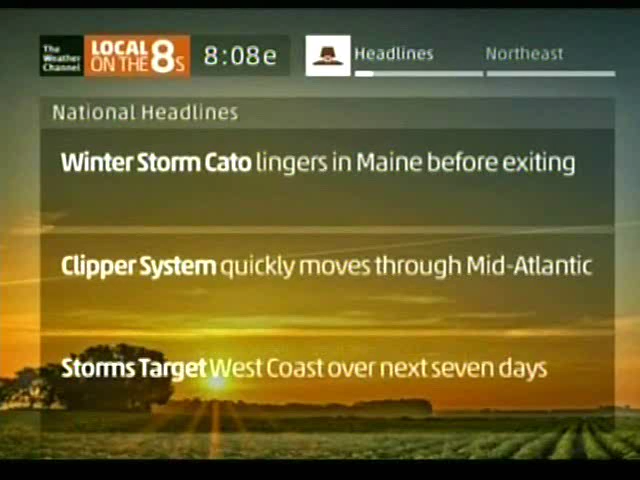 The
Weather
Channel
LOCAL
ON THE 8s
8:08e
Headlines
Northeast
National Headlines
Winter Storm Cato lingers in Maine before exiting
Clipper System quickly moves through Mid-Atlantic
Storms Target West Coast over next seven days